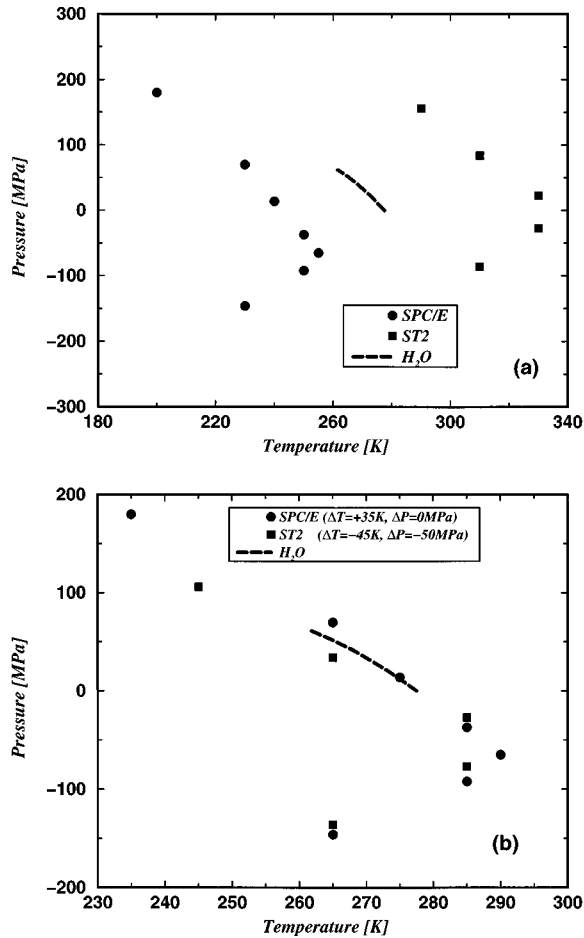 200
100
0
-100
-200
-300
Pressure [MPa]
SPC/E
ST2
H₂O
(a)
180
220
260
300
340
Temperature [K]
200
100
0
-100
-200
Pressure [MPa]
SPC/E (ΔT=+35K, ΔP=0MPa)
ST2 (ΔT=-45K, ΔP=-50MPa)
H₂O
(b)
230
240
250
260
270
280
290
300
Temperature [K]